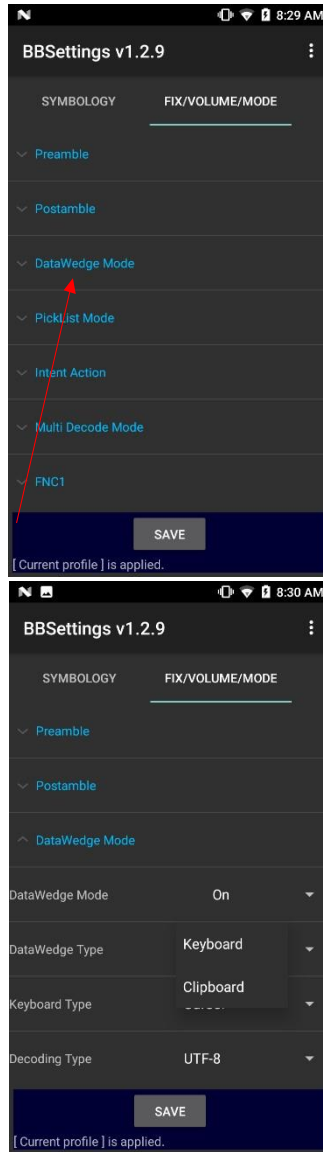 8:29 AM
BBSettings v1.2.9
SYMBOLOGY FIX/VOLUME/MODE
Preamble
Postamble
DataWedge Mode
PickList Mode
Intent Action
Multi Decode Mode
FNC1
SAVE
[ Current profile ] is applied.
8:30 AM
BBSettings v1.2.9
SYMBOLOGY FIX/VOLUME/MODE
Preamble
Postamble
DataWedge Mode
DataWedge Mode On
Keyboard
DataWedge Type
Clipboard
Keyboard Type
Decoding Type UTF-8
SAVE
[ Current profile ] is applied.